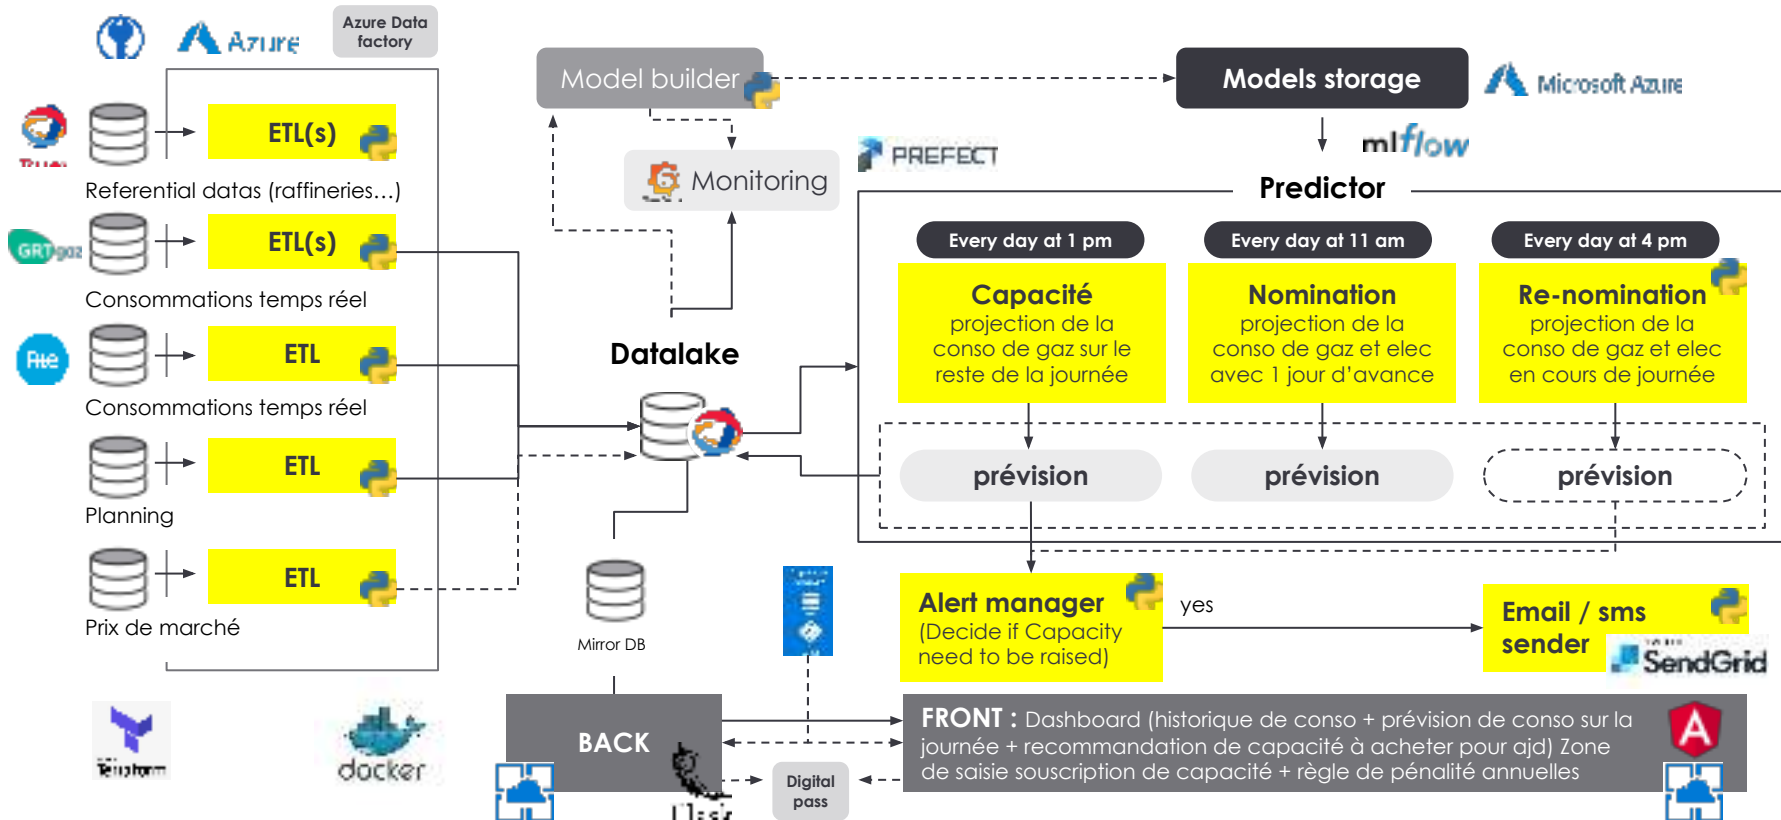 Azure
Azure Data
factory
ETL(s)
Referential datas (raffineries...)
GRTgaz
ETL(s)
Consommations temps réel
Rte
ETL
Consommations temps réel
ETL
Planning
ETL
Prix de marché
Terraform
docker
Model builder
Monitoring
Datalake
Mirror DB
Models storage
Microsoft Azure
mlflow
PREFECT
Predictor
Every day at 1 pm
Capacité
projection de la
conso de gaz sur le
reste de la journée
prévision
Every day at 11 am
Nomination
projection de la
conso de gaz et elec
avec 1 jour d'avance
prévision
Every day at 4 pm
Re-nomination
projection de la
conso de gaz et elec
en cours de journée
prévision
Alert manager
(Decide if Capacity
need to be raised)
yes
Email / sms
sender
SendGrid
BACK
Digital
pass
FRONT : Dashboard (historique de conso + prévision de conso sur la
journée + recommandation de capacité à acheter pour ajd) Zone
de saisie souscription de capacité + règle de pénalité annuelles